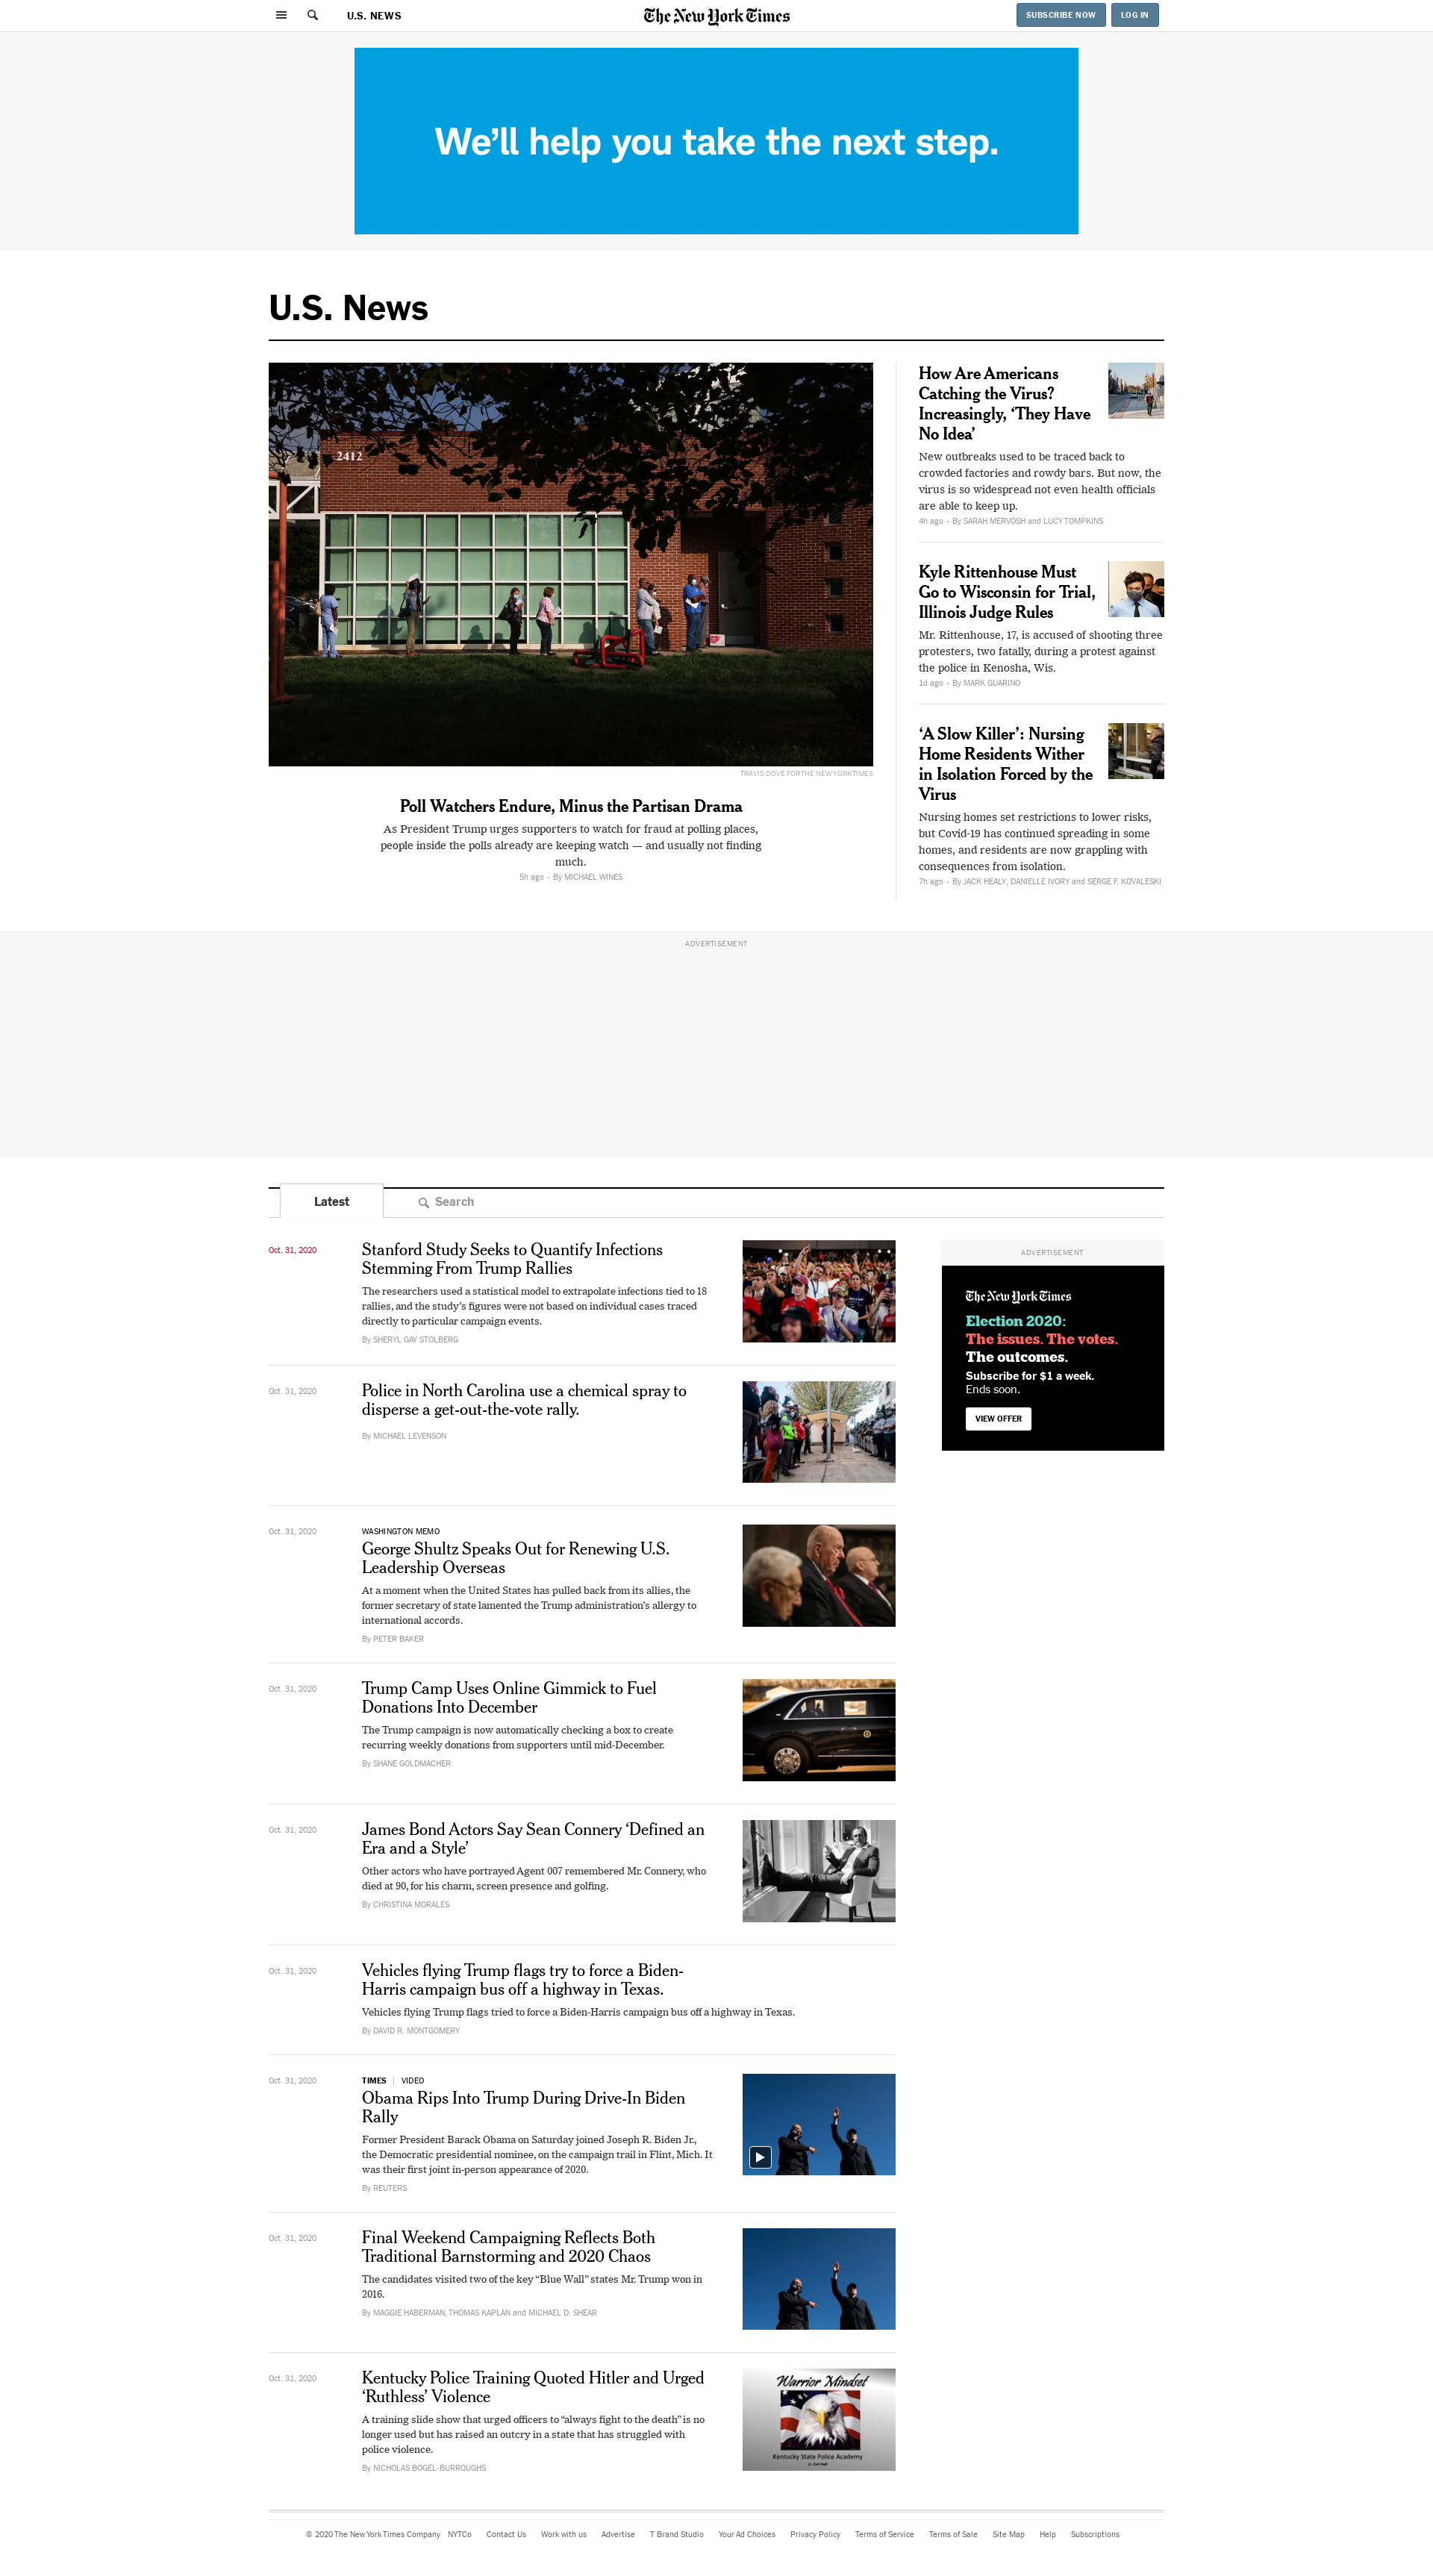 U.S. NEWS
The New York Times
SUBSCRIBE NOW
LOG IN
We'll help you take the next step.
U.S. News
2412
TRAVIS DOVE FOR THE NEW YORK TIMES
Poll Watchers Endure, Minus the Partisan Drama
As President Trump urges supporters to watch for fraud at polling places,
people inside the polls already are keeping watch — and usually not finding
much.
5h ago • By MICHAEL WINES
How Are Americans
Catching the Virus?
Increasingly, ‘They Have
No Idea’
New outbreaks used to be traced back to
crowded factories and rowdy bars. But now, the
virus is so widespread not even health officials
are able to keep up.
4h ago • By SARAH MERVOSH and LUCY TOMPKINS
Kyle Rittenhouse Must
Go to Wisconsin for Trial,
Illinois Judge Rules
Mr. Rittenhouse, 17, is accused of shooting three
protesters, two fatally, during a protest against
the police in Kenosha, Wis.
1d ago • By MARK GUARINO
‘A Slow Killer’: Nursing
Home Residents Wither
in Isolation Forced by the
Virus
Nursing homes set restrictions to lower risks,
but Covid-19 has continued spreading in some
homes, and residents are now grappling with
consequences from isolation.
7h ago • By JACK HEALY, DANIELLE IVORY and SERGE F. KOVALESKI
ADVERTISEMENT
Latest
Search
Oct. 31, 2020
Stanford Study Seeks to Quantify Infections
Stemming From Trump Rallies
The researchers used a statistical model to extrapolate infections tied to 18
rallies, and the study’s figures were not based on individual cases traced
directly to particular campaign events.
By SHERYL GAY STOLBERG
ADVERTISEMENT
The New York Times
Election 2020:
The issues. The votes.
The outcomes.
Subscribe for $1 a week.
Ends soon.
VIEW OFFER
Oct. 31, 2020
Police in North Carolina use a chemical spray to
disperse a get-out-the-vote rally.
By MICHAEL LEVENSON
Oct. 31, 2020
WASHINGTON MEMO
George Shultz Speaks Out for Renewing U.S.
Leadership Overseas
At a moment when the United States has pulled back from its allies, the
former secretary of state lamented the Trump administration’s allergy to
international accords.
By PETER BAKER
Oct. 31, 2020
Trump Camp Uses Online Gimmick to Fuel
Donations Into December
The Trump campaign is now automatically checking a box to create
recurring weekly donations from supporters until mid-December.
By SHANE GOLDMACHER
Oct. 31, 2020
James Bond Actors Say Sean Connery ‘Defined an
Era and a Style’
Other actors who have portrayed Agent 007 remembered Mr. Connery, who
died at 90, for his charm, screen presence and golfing.
By CHRISTINA MORALES
Oct. 31, 2020
Vehicles flying Trump flags try to force a Biden-
Harris campaign bus off a highway in Texas.
Vehicles flying Trump flags tried to force a Biden-Harris campaign bus off a highway in Texas.
By DAVID R. MONTGOMERY
Oct. 31, 2020
TIMES | VIDEO
Obama Rips Into Trump During Drive-In Biden
Rally
Former President Barack Obama on Saturday joined Joseph R. Biden Jr.,
the Democratic presidential nominee, on the campaign trail in Flint, Mich. It
was their first joint in-person appearance of 2020.
By REUTERS
Oct. 31, 2020
Final Weekend Campaigning Reflects Both
Traditional Barnstorming and 2020 Chaos
The candidates visited two of the key “Blue Wall” states Mr. Trump won in
2016.
By MAGGIE HABERMAN, THOMAS KAPLAN and MICHAEL D. SHEAR
Oct. 31, 2020
Kentucky Police Training Quoted Hitler and Urged
‘Ruthless’ Violence
A training slide show that urged officers to “always fight to the death” is no
longer used but has raised an outcry in a state that has struggled with
police violence.
By NICHOLAS BOGEL-BURROUGHS
Warrior Mindset
Kentucky State Police Academy
© 2020 The New York Times Company NYTCo Contact Us Work with us Advertise T Brand Studio Your Ad Choices Privacy Policy Terms of Service Terms of Sale Site Map Help Subscriptions